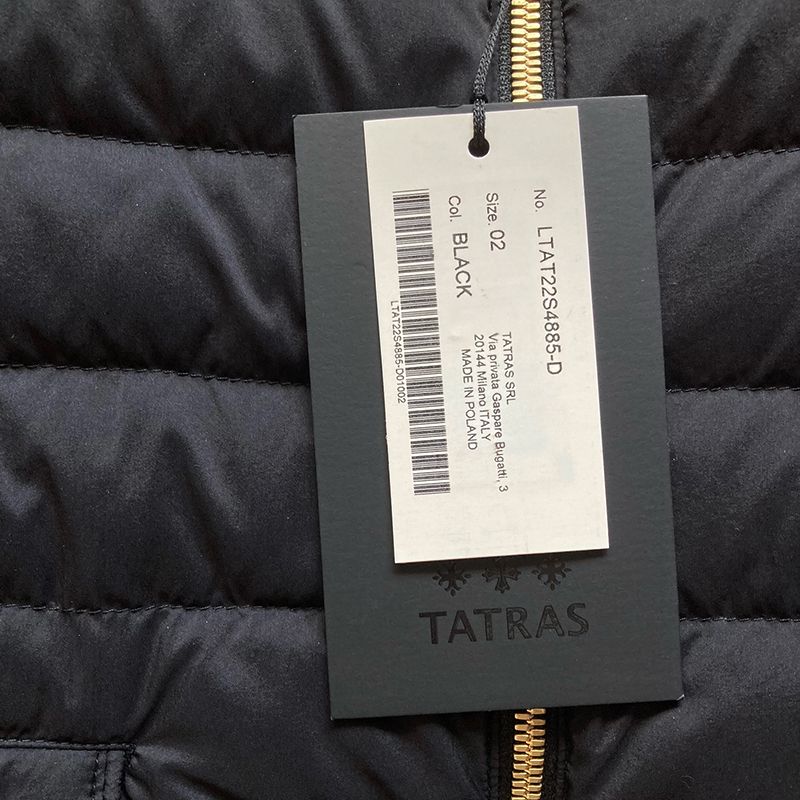 No. LTAT22S4885-D
Size. 02
Col. BLACK
TATRAS SRL
Via privata Gaspare Bugatti, 3
20144 Milano ITALY
MADE IN POLAND
LTAT22S4885-D01002
TATRAS